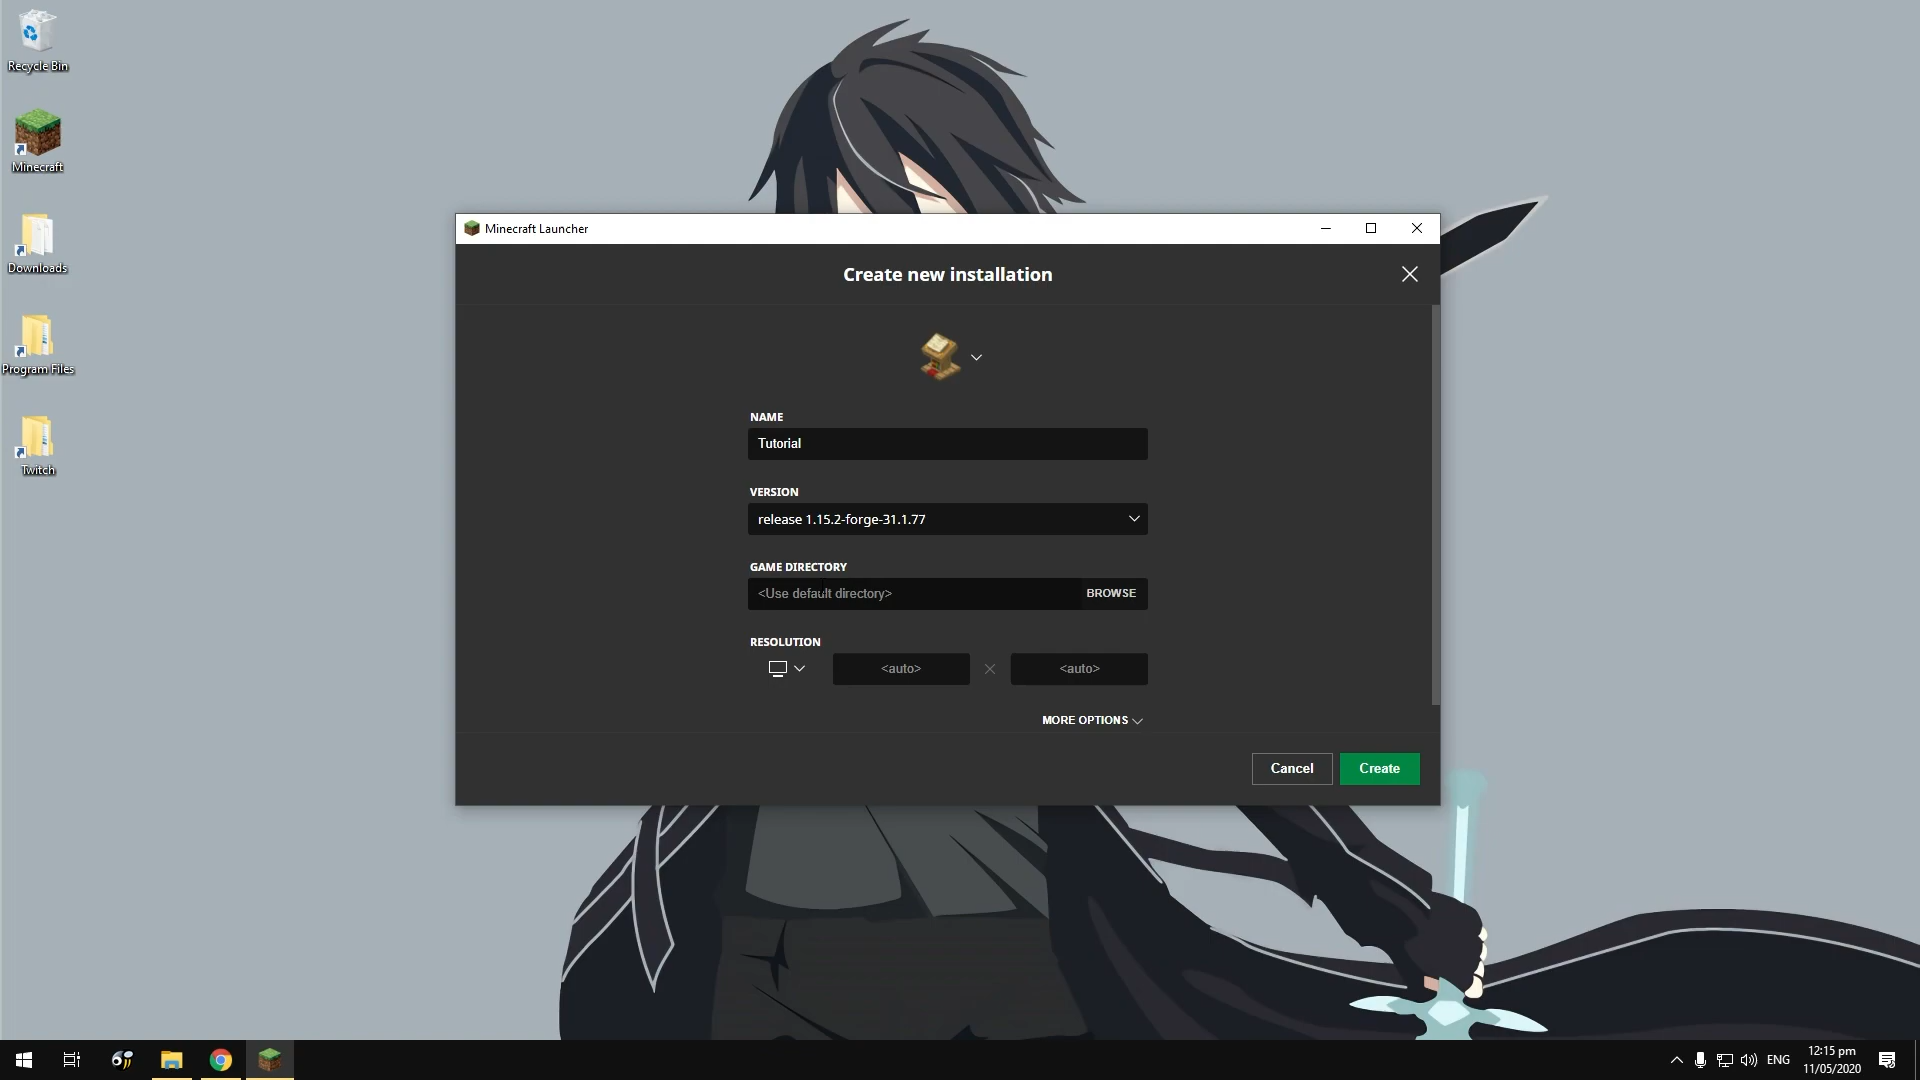 Recycle Bin
Minecraft
Downloads
Program Files
Twitch
Minecraft Launcher
Create new installation
NAME
Tutorial
VERSION
release 1.15.2-forge-31.1.77
GAME DIRECTORY
<Use default directory>
BROWSE
RESOLUTION
<auto>
<auto>
MORE OPTIONS
Cancel
Create
ENG
12:15 pm
11/05/2020